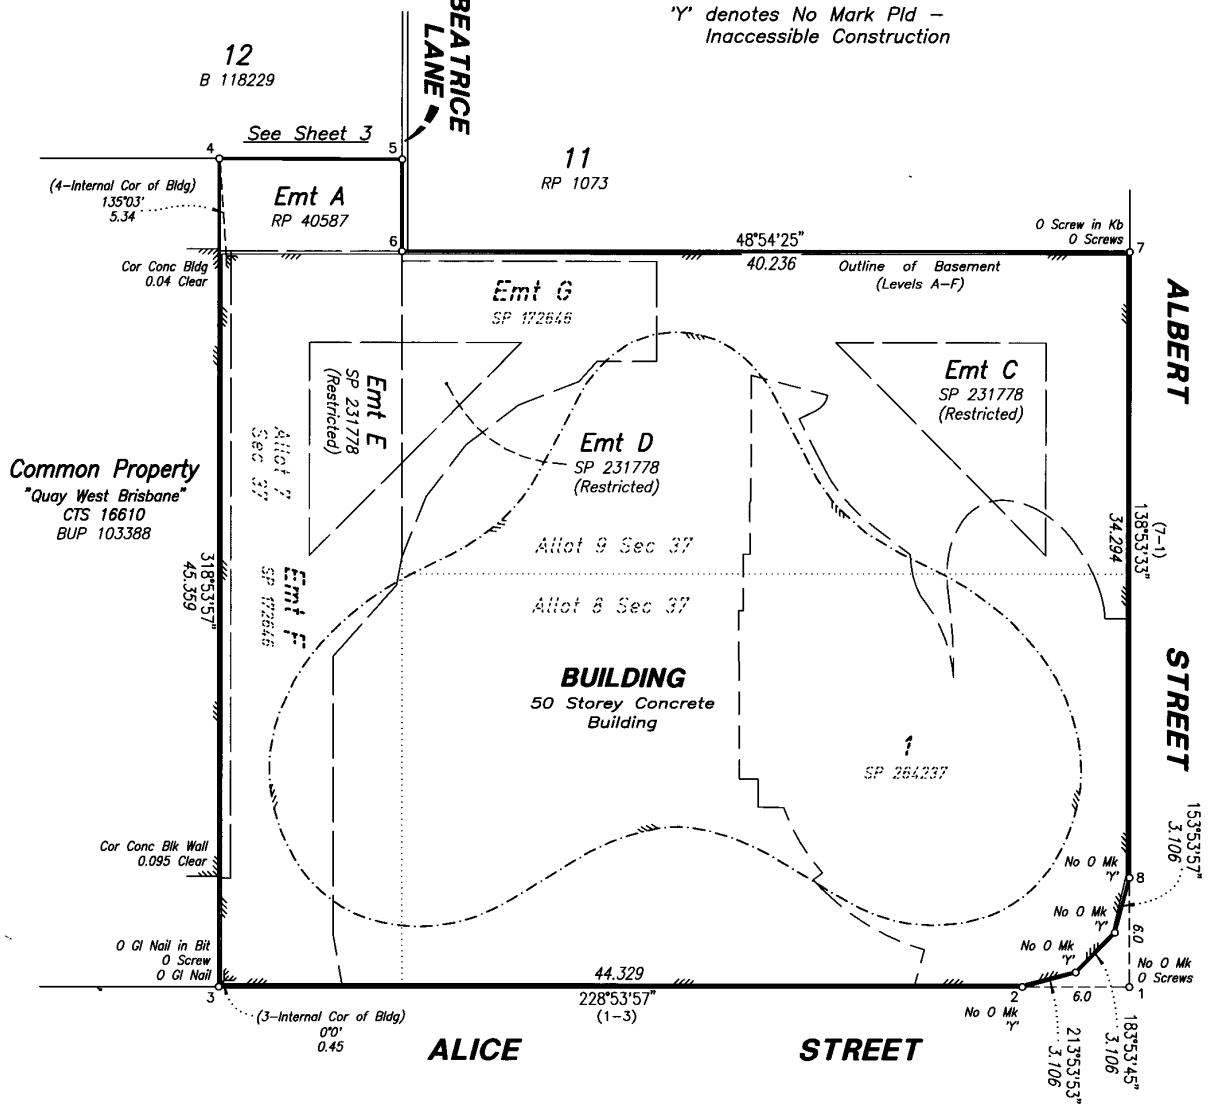 'Y' denotes No Mark Pld –
Inaccessible Construction
BEATRICE
LANE
12
B 118229
See Sheet 3
4
5
11
RP 1073
(4-Internal Cor of Bldg)
135°03'
5.34
Emt A
RP 40587
6
O Screw in Kb
O Screws
7
48°54'25"
40.236
Outline of Basement
(Levels A-F)
Cor Conc Bldg
0.04 Clear
Emt G
SP 172646
ALBERT
STREET
Emt E
SP 231778
(Restricted)
Emt C
SP 231778
(Restricted)
Emt D
SP 231778
(Restricted)
Allot 7
Sec 37
Common Property
"Quay West Brisbane"
CTS 16610
BUP 103388
(7-1)
138°53'33"
34.294
Allot 9 Sec 37
318°53'57"
45.359
Emt F
SP 172646
Allot 8 Sec 37
BUILDING
50 Storey Concrete
Building
1
SP 264237
153°53'57"
3.106
Cor Conc Blk Wall
0.095 Clear
No O Mk
'Y'
8
No O Mk
'Y'
6.0
No O Mk
'Y'
No O Mk
O Screws
O GI Nail in Bit
O Screw
O GI Nail
3
44.329
228°53'57"
(1-3)
2
6.0
1
No O Mk
'Y'
(3-Internal Cor of Bldg)
0°0'
0.45
183°53'45"
3.106
213°53'53"
3.106
ALICE
STREET